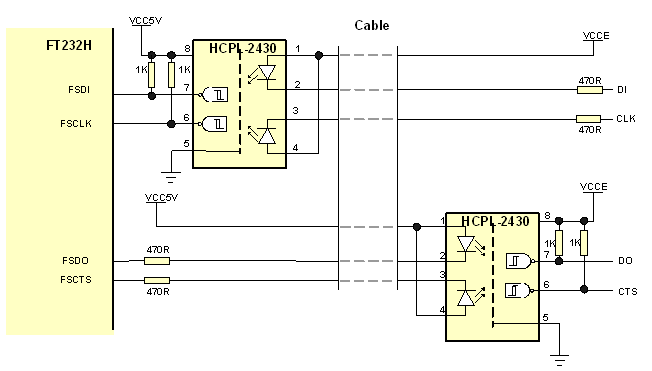 Cable
VCC5V
VCCE
FT232H
HCPL-2430
8
1
1K
1K
FSDI
7
2
470R
DI
FSCLK
6
3
CLK
470R
5
4
VCC5V
VCCE
1
HCPL-2430
8
FSDO
470R
2
1K
1K
7
DO
FSCTS
470R
3
6
CTS
4
5